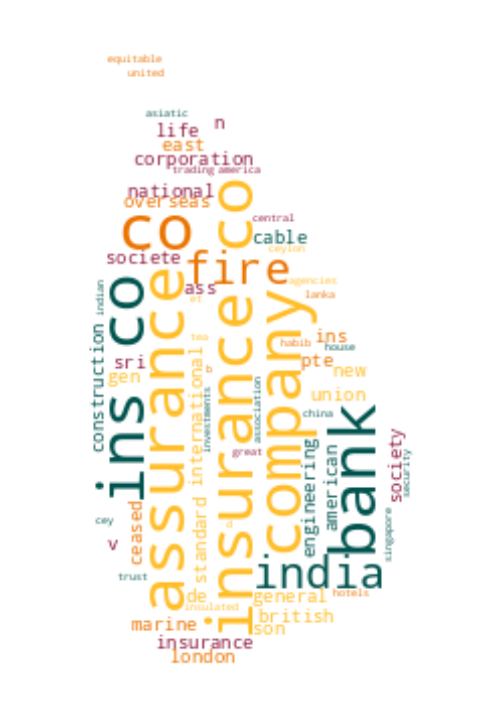 equitable
united
asiatic
life
n
east
corporation
trading
america
national
overseas
co
co
central
cable
ceylon
societe
fire
ass
agencies
lanka
indian
ins co
assurance
et
insurance co
company
habib
ins
house
pte
new
tea
construction
sri
gen
b
international
investments
association
union
china
great
bank
society
security
engineering
american
cey
v
ceased
standard
d
singapore
trust
india
de
insulated
general
hotels
marine
british
son
insurance
london